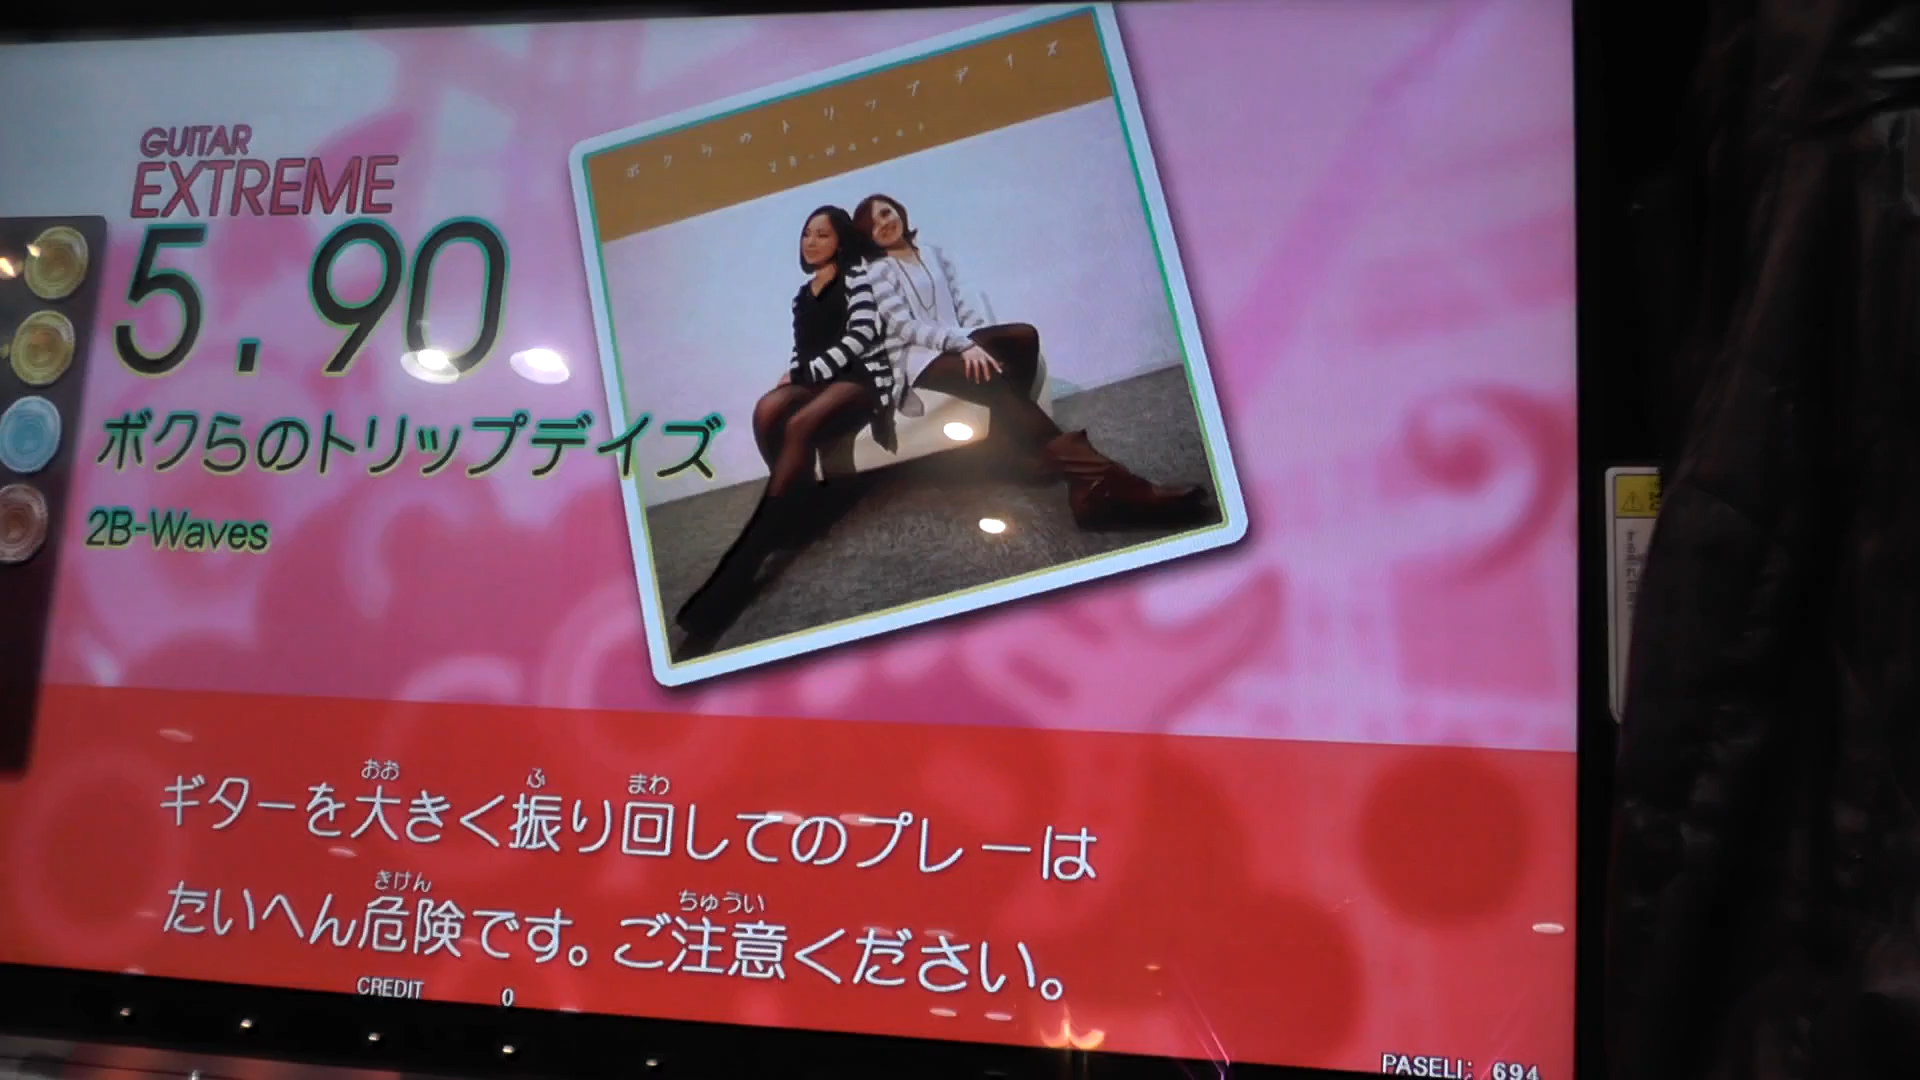 ボクらのトリップデイズ
2B-Waves
GUITAR
EXTREME
5.90
ボクらのトリップデイズ
2B-Waves
おお ふ まわ
ギターを大きく振り回してのプレーは
きけん ちゅうい
たいへん危険です。ご注意ください。
CREDIT 0
PASELI: 694